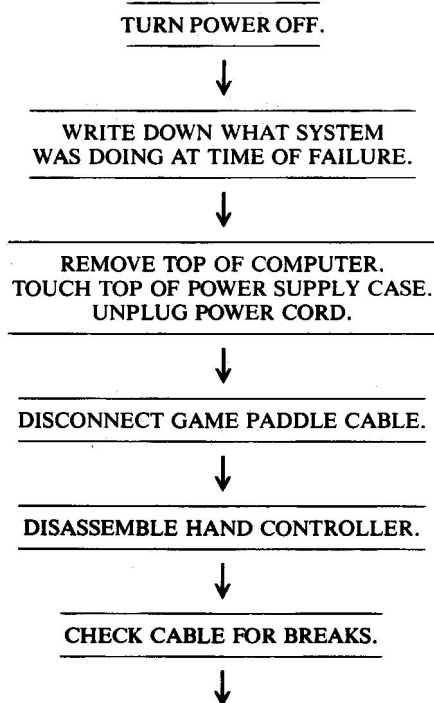 TURN POWER OFF.
WRITE DOWN WHAT SYSTEM
WAS DOING AT TIME OF FAILURE.
REMOVE TOP OF COMPUTER.
TOUCH TOP OF POWER SUPPLY CASE.
UNPLUG POWER CORD.
DISCONNECT GAME PADDLE CABLE.
DISASSEMBLE HAND CONTROLLER.
CHECK CABLE FOR BREAKS.